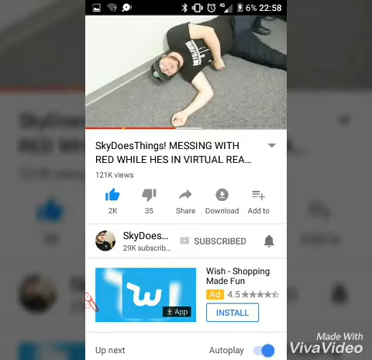 6% 22:58
SkyDoesThings! MESSING WITH
RED WHILE HES IN VIRTUAL REA...
121K views
2K
35
Share
Download
Add to
SkyDoes...
29K subscrib...
SUBSCRIBED
Wish - Shopping
Made Fun
Ad 4.5
App
INSTALL
Up next
Autoplay
Made With
VivaVideo